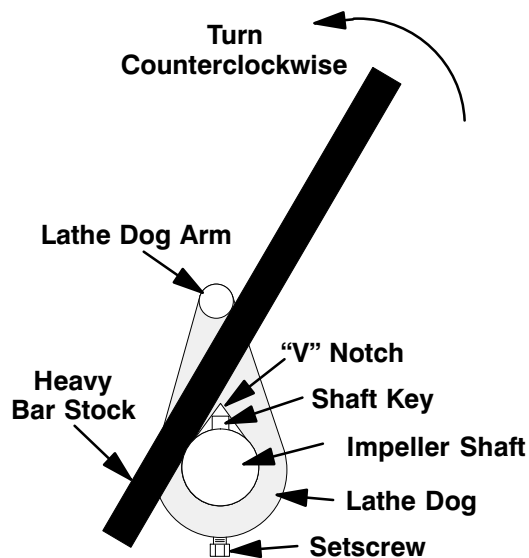 Turn
Counterclockwise
Lathe Dog Arm
“V” Notch
Heavy
Bar Stock
Shaft Key
Impeller Shaft
Lathe Dog
Setscrew